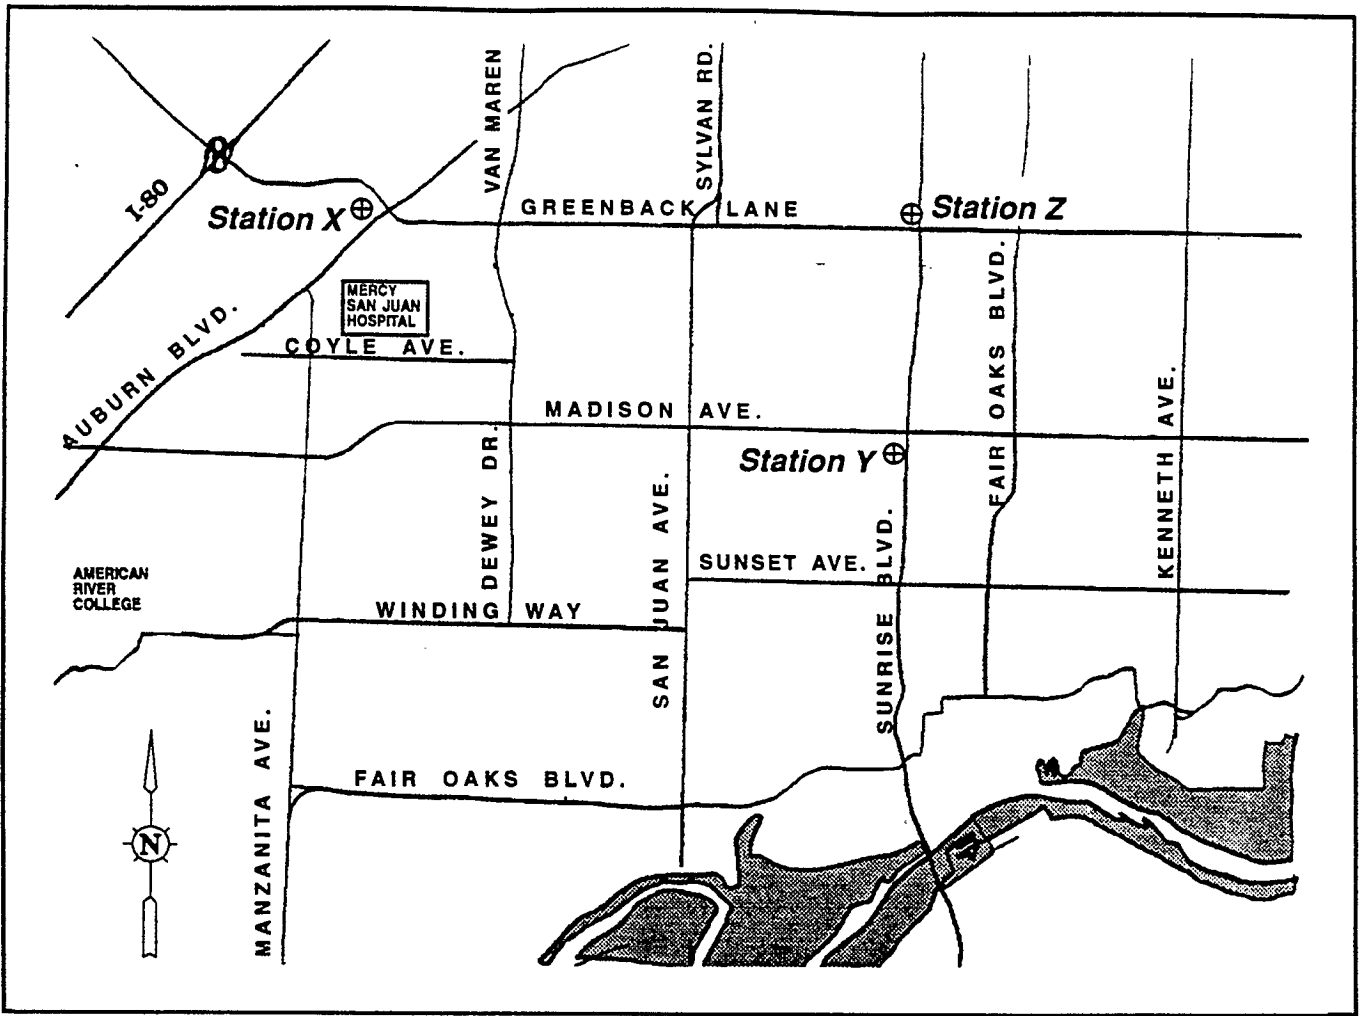 VAN MAREN
SYLVAN RD.
I-80
Station X
GREENBACK LANE
Station Z
MERCY
SAN JUAN
HOSPITAL
AUBURN BLVD.
COYLE AVE.
FAIR OAKS BLVD.
MADISON AVE.
Station Y
KENNETH AVE.
DEWEY DR.
SAN JUAN AVE.
SUNSET AVE.
SUNRISE BLVD.
AMERICAN
RIVER
COLLEGE
WINDING WAY
MANZANITA AVE.
FAIR OAKS BLVD.
N